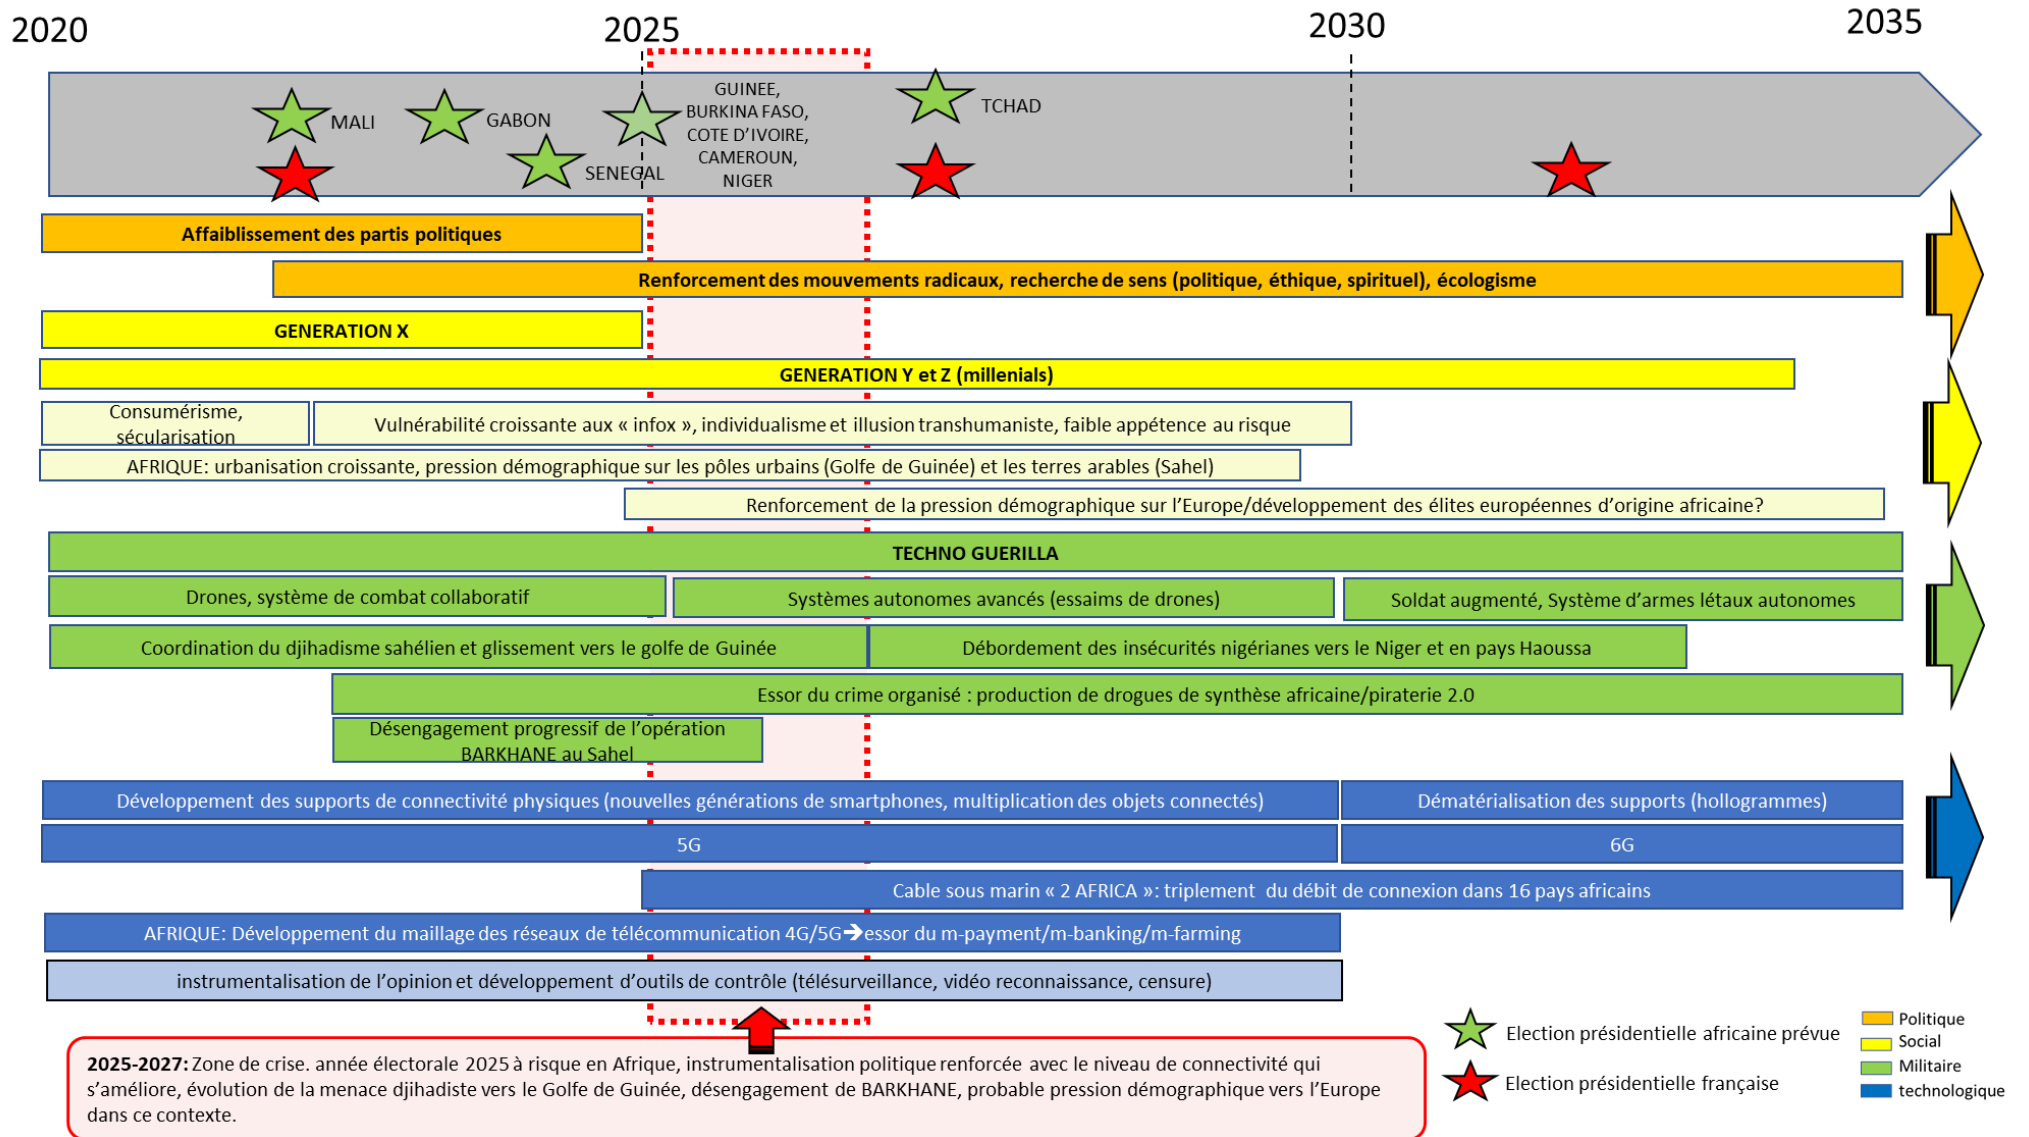 2020
2025
2030
2035
MALI
GABON
SENEGAL
GUINEE,
BURKINA FASO,
COTE D'IVOIRE,
CAMEROUN,
NIGER
TCHAD
Affaiblissement des partis politiques
Renforcement des mouvements radicaux, recherche de sens (politique, éthique, spirituel), écologisme
GENERATION X
GENERATION Y et Z (millenials)
Consumérisme,
sécularisation
Vulnérabilité croissante aux « infox », individualisme et illusion transhumaniste, faible appétence au risque
AFRIQUE: urbanisation croissante, pression démographique sur les pôles urbains (Golfe de Guinée) et les terres arables (Sahel)
Renforcement de la pression démographique sur l'Europe/développement des élites européennes d'origine africaine?
TECHNO GUERILLA
Drones, système de combat collaboratif
Systèmes autonomes avancés (essaims de drones)
Soldat augmenté, Système d'armes létaux autonomes
Coordination du djihadisme sahélien et glissement vers le golfe de Guinée
Débordement des insécurités nigérianes vers le Niger et en pays Haoussa
Essor du crime organisé : production de drogues de synthèse africaine/piraterie 2.0
Désengagement progressif de l'opération
BARKHANE au Sahel
Développement des supports de connectivité physiques (nouvelles générations de smartphones, multiplication des objets connectés)
Dématérialisation des supports (hollogrammes)
5G
6G
Cable sous marin « 2 AFRICA »: triplement du débit de connexion dans 16 pays africains
AFRIQUE: Développement du maillage des réseaux de télécommunication 4G/5G➔essor du m-payment/m-banking/m-farming
instrumentalisation de l'opinion et développement d'outils de contrôle (télésurveillance, vidéo reconnaissance, censure)
2025-2027: Zone de crise. année électorale 2025 à risque en Afrique, instrumentalisation politique renforcée avec le niveau de connectivité qui
s'améliore, évolution de la menace djihadiste vers le Golfe de Guinée, désengagement de BARKHANE, probable pression démographique vers l'Europe
dans ce contexte.
Election présidentielle africaine prévue
Election présidentielle française
Politique
Social
Militaire
technologique